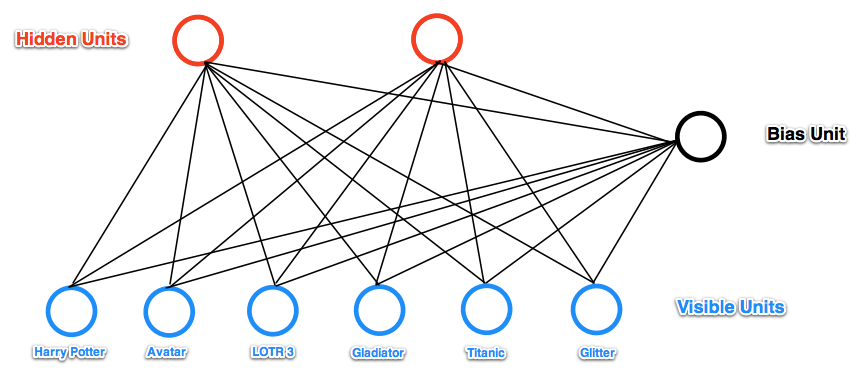 Hidden Units
Bias Unit
Visible Units
Harry Potter
Avatar
LOTR 3
Gladiator
Titanic
Glitter